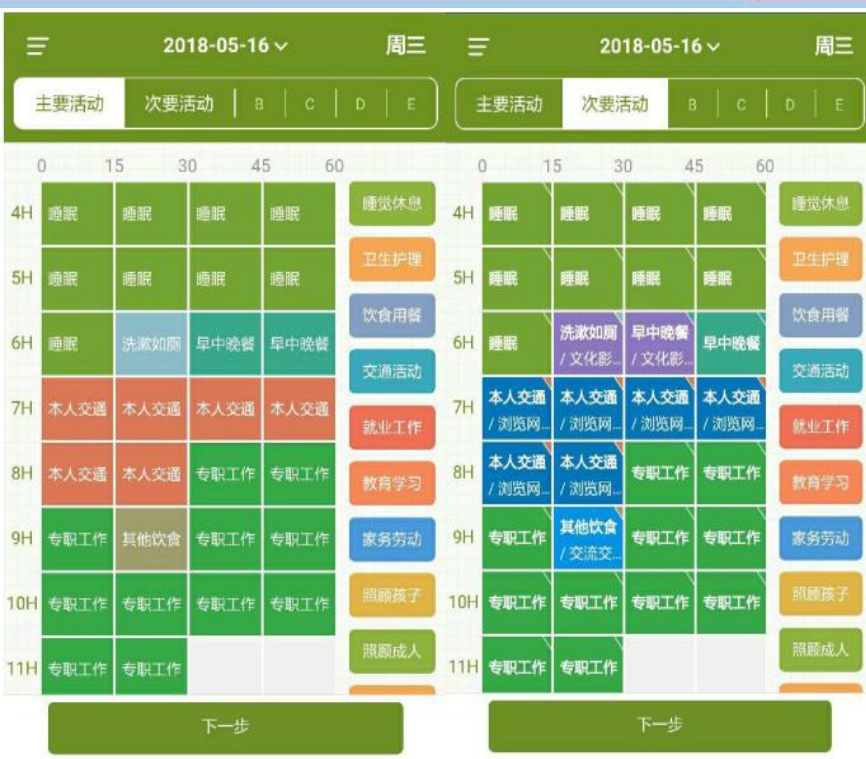 2018-05-16 周三
主要活动 次要活动 B C D E
0 15 30 45 60
4H 睡眠 睡眠 睡眠 睡眠 睡觉休息
5H 睡眠 睡眠 睡眠 睡眠 卫生护理
饮食用餐
6H 睡眠 洗漱如厕 早中晚餐 早中晚餐
交通活动
7H 本人交通 本人交通 本人交通 本人交通
就业工作
8H 本人交通 本人交通 专职工作 专职工作 教育学习
9H 专职工作 其他饮食 专职工作 专职工作 家务劳动
10H 专职工作 专职工作 专职工作 专职工作 照顾孩子
照顾成人
11H 专职工作 专职工作
下一步
2018-05-16 周三
主要活动 次要活动 B C D E
0 15 30 45 60
4H 睡眠 睡眠 睡眠 睡眠 睡觉休息
5H 睡眠 睡眠 睡眠 睡眠 卫生护理
饮食用餐
6H 睡眠 洗漱如厕 早中晚餐 早中晚餐
/ 文化影... / 文化影...
交通活动
7H 本人交通 本人交通 本人交通 本人交通
/ 浏览网... / 浏览网... / 浏览网... / 浏览网...
就业工作
8H 本人交通 本人交通 专职工作 专职工作 教育学习
/ 浏览网... / 浏览网...
9H 专职工作 其他饮食 专职工作 专职工作 家务劳动
/ 交流交...
10H 专职工作 专职工作 专职工作 专职工作 照顾孩子
照顾成人
11H 专职工作 专职工作
下一步